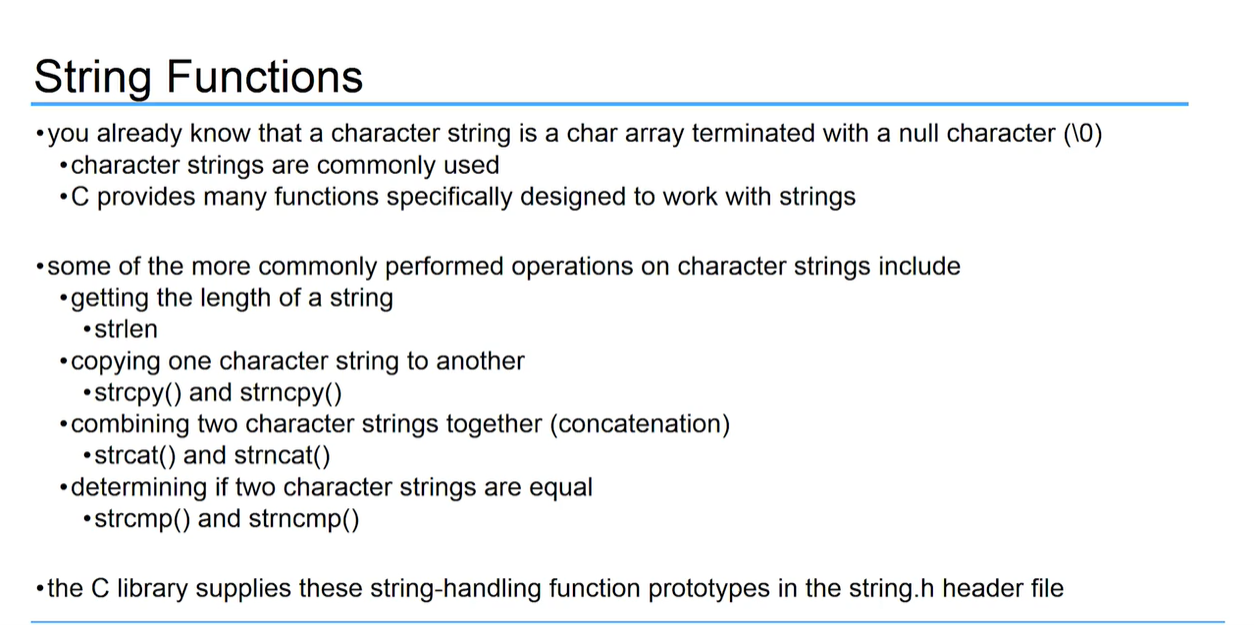 String Functions
•you already know that a character string is a char array terminated with a null character (\0)
•character strings are commonly used
•C provides many functions specifically designed to work with strings
•some of the more commonly performed operations on character strings include
•getting the length of a string
•strlen
•copying one character string to another
•strcpy() and strncpy()
•combining two character strings together (concatenation)
•strcat() and strncat()
•determining if two character strings are equal
•strcmp() and strncmp()
•the C library supplies these string-handling function prototypes in the string.h header file